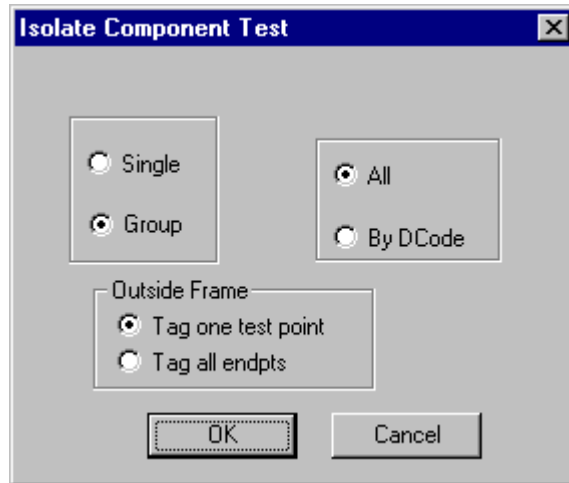 Isolate Component Test
Single
Group
All
By DCode
Outside Frame
Tag one test point
Tag all endpts
OK
Cancel